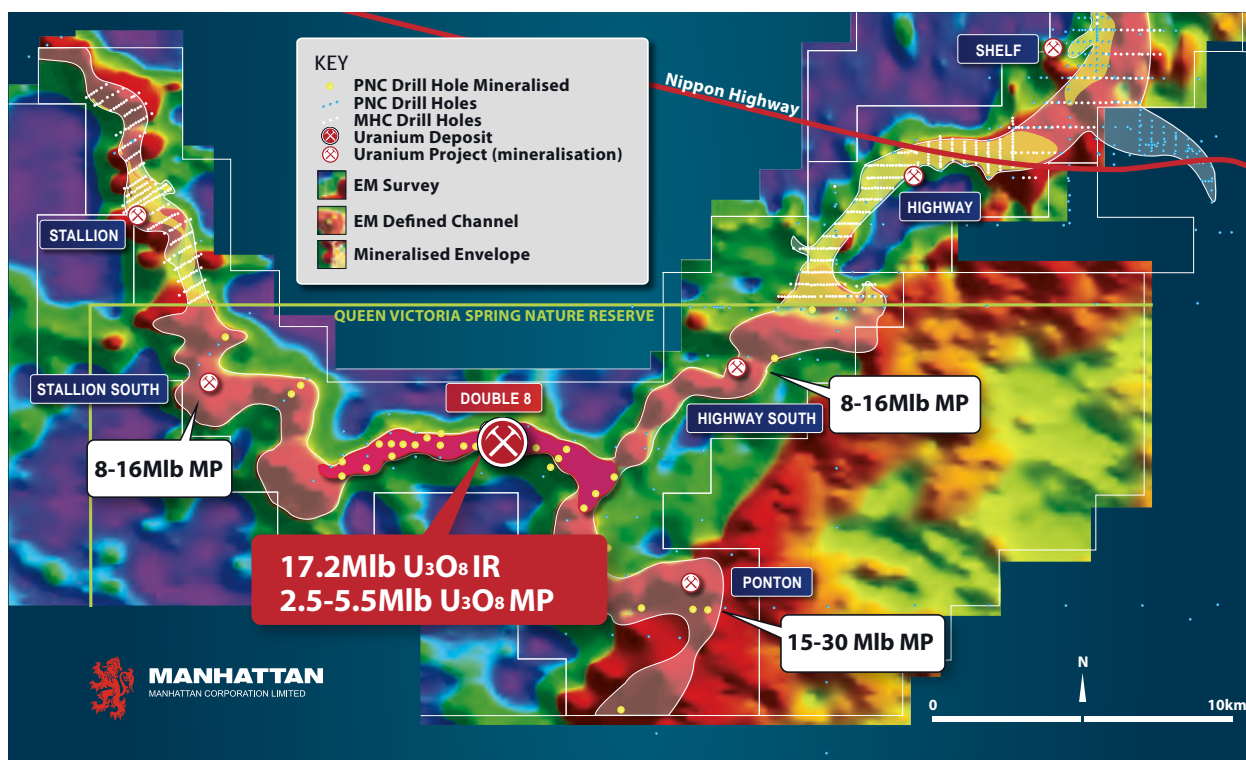 SHELF
KEY
PNC Drill Hole Mineralised
PNC Drill Holes
MHC Drill Holes
Uranium Deposit
Uranium Project (mineralisation)
EM Survey
EM Defined Channel
Mineralised Envelope
Nippon Highway
HIGHWAY
STALLION
QUEEN VICTORIA SPRING NATURE RESERVE
STALLION SOUTH
DOUBLE 8
8-16Mlb MP
HIGHWAY SOUTH
8-16Mlb MP
17.2Mlb U₃O₈ IR
2.5-5.5Mlb U₃O₈ MP
PONTON
15-30 Mlb MP
MANHATTAN
MANHATTAN CORPORATION LIMITED
N
0 10km